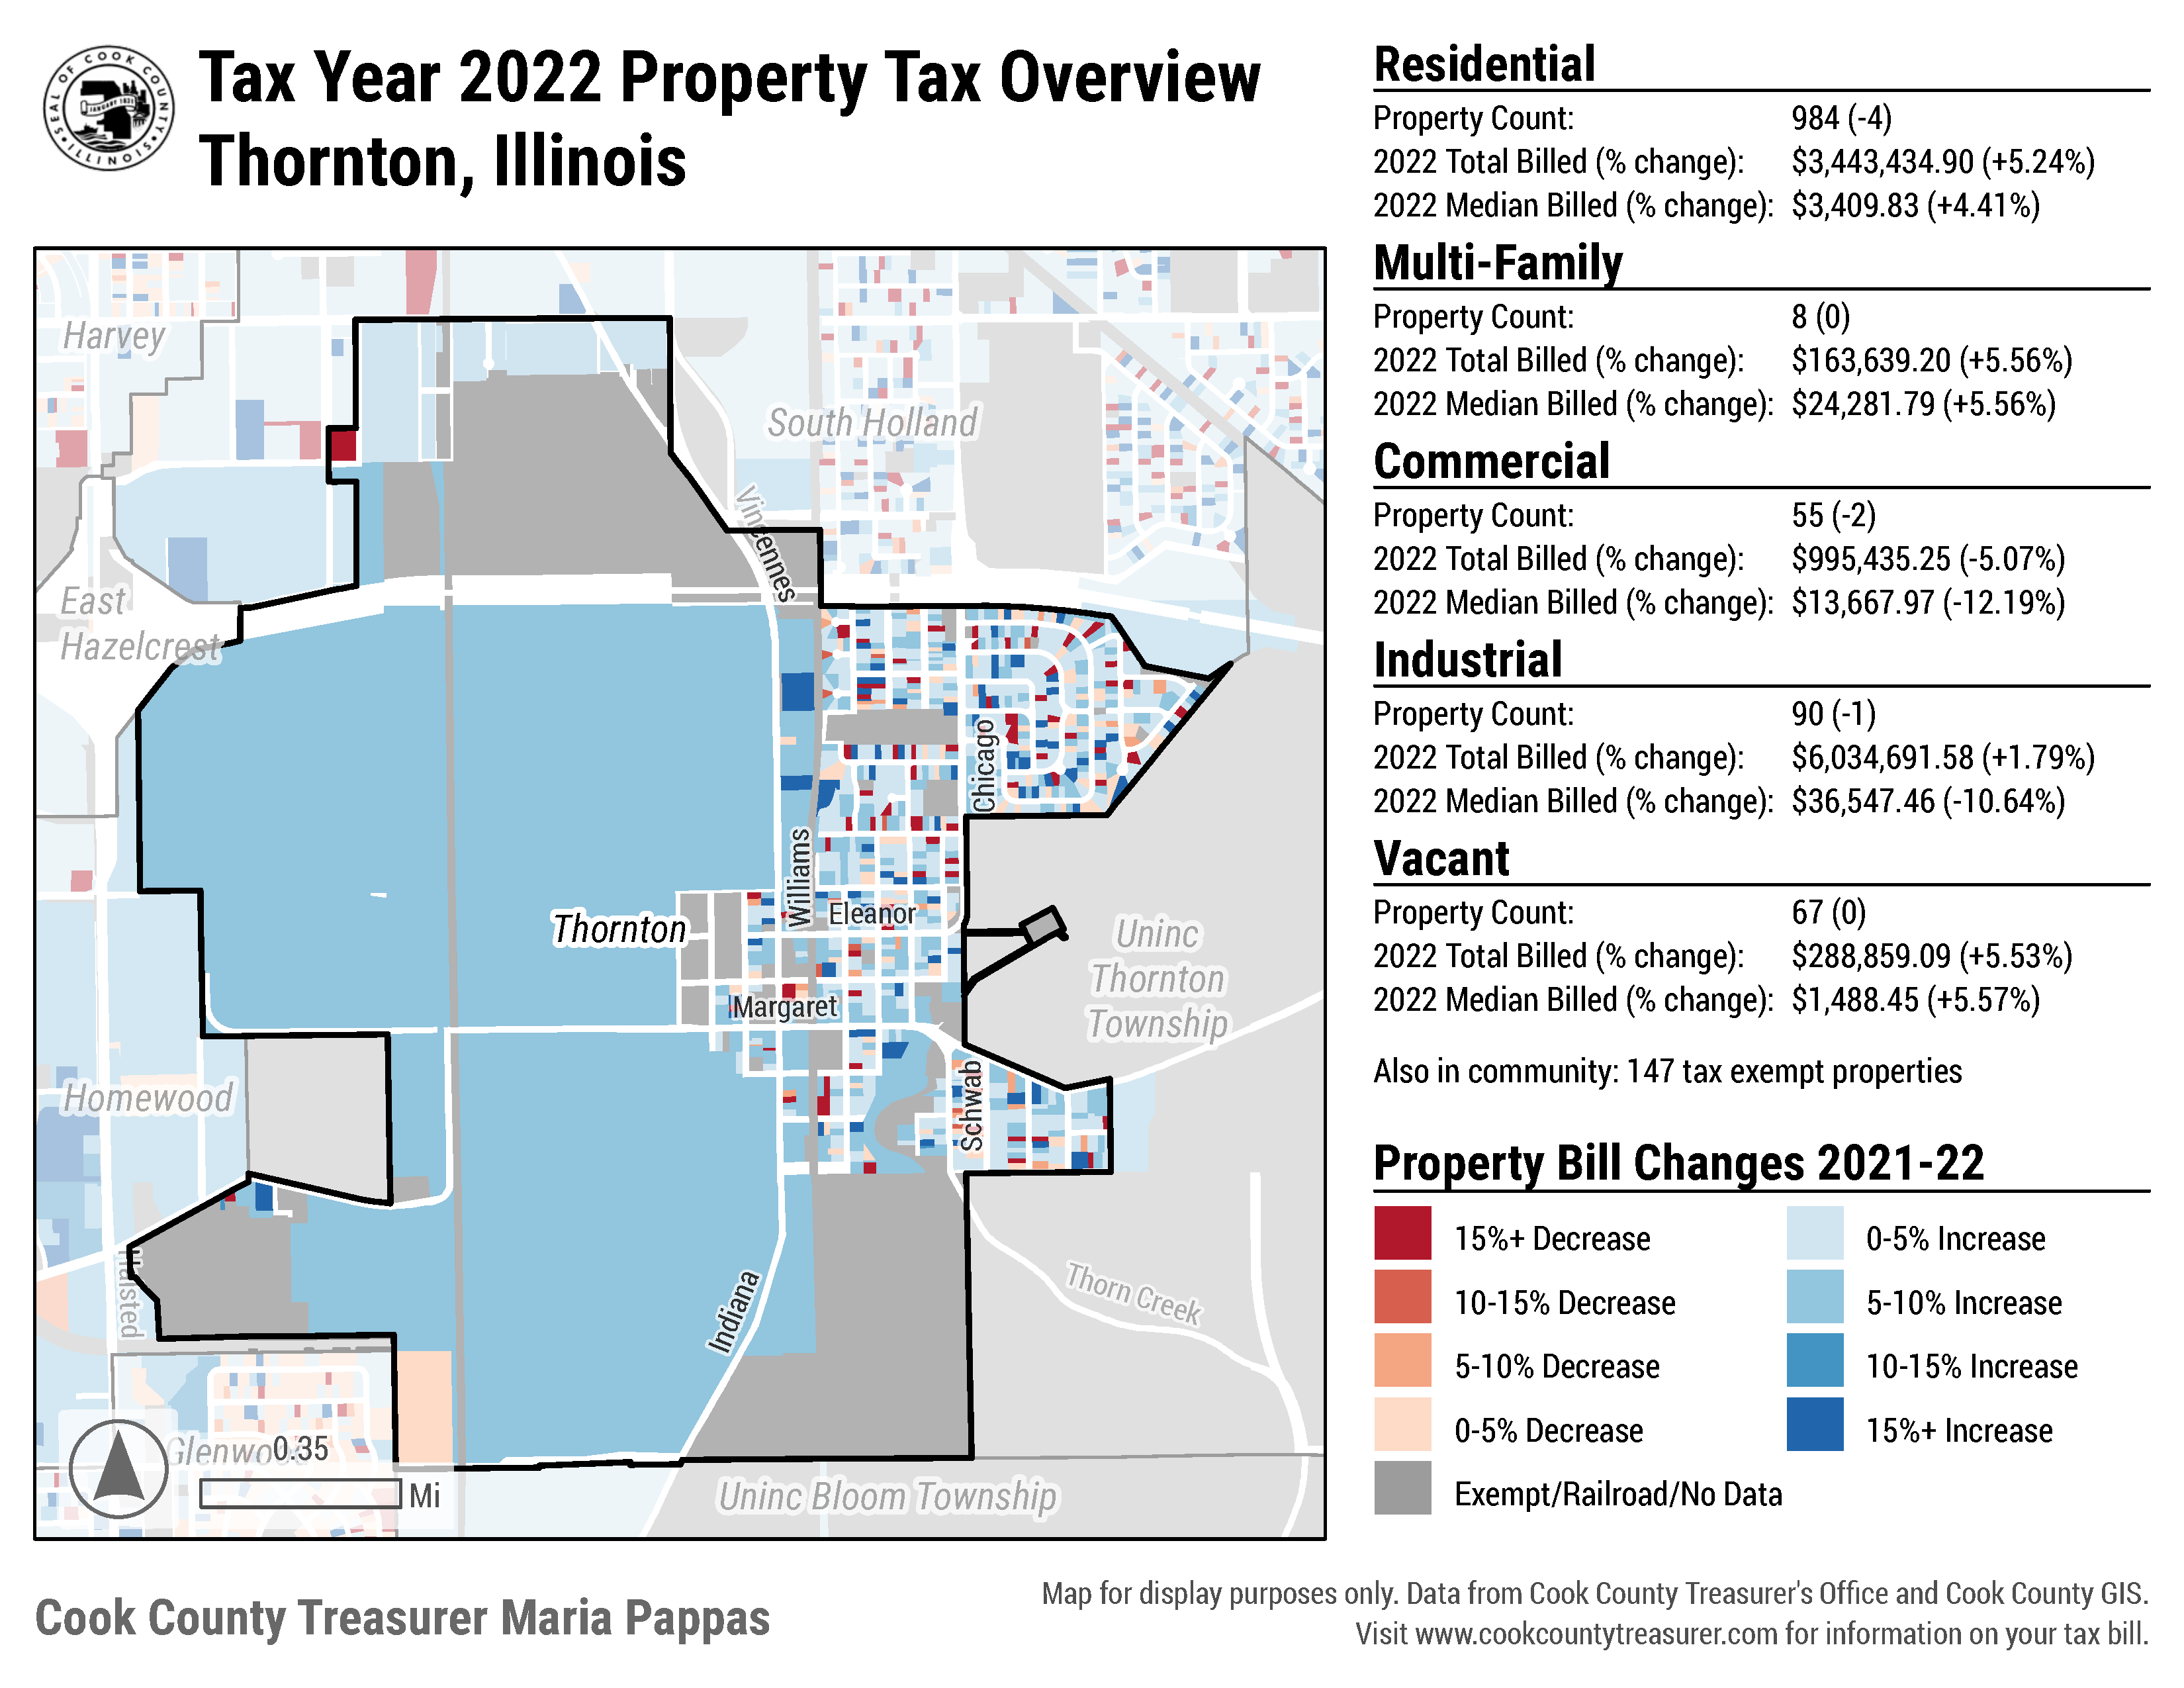 SEAL OF COOK COUNTY
JANUARY 1831
ILLINOIS
Tax Year 2022 Property Tax Overview
Thornton, Illinois
Harvey
South Holland
Vincennes
East
Hazelcrest
Chicago
Williams
Eleanor
Thornton
Uninc
Thornton
Township
Margaret
Homewood
Schwab
Halsted
Indiana
Thorn Creek
Glenwood
0.35
Mi
Uninc Bloom Township
Residential
Property Count: 984 (-4)
2022 Total Billed (% change): $3,443,434.90 (+5.24%)
2022 Median Billed (% change): $3,409.83 (+4.41%)
Multi-Family
Property Count: 8 (0)
2022 Total Billed (% change): $163,639.20 (+5.56%)
2022 Median Billed (% change): $24,281.79 (+5.56%)
Commercial
Property Count: 55 (-2)
2022 Total Billed (% change): $995,435.25 (-5.07%)
2022 Median Billed (% change): $13,667.97 (-12.19%)
Industrial
Property Count: 90 (-1)
2022 Total Billed (% change): $6,034,691.58 (+1.79%)
2022 Median Billed (% change): $36,547.46 (-10.64%)
Vacant
Property Count: 67 (0)
2022 Total Billed (% change): $288,859.09 (+5.53%)
2022 Median Billed (% change): $1,488.45 (+5.57%)
Also in community: 147 tax exempt properties
Property Bill Changes 2021-22
15%+ Decrease
10-15% Decrease
5-10% Decrease
0-5% Decrease
Exempt/Railroad/No Data
0-5% Increase
5-10% Increase
10-15% Increase
15%+ Increase
Cook County Treasurer Maria Pappas
Map for display purposes only. Data from Cook County Treasurer's Office and Cook County GIS.
Visit www.cookcountytreasurer.com for information on your tax bill.